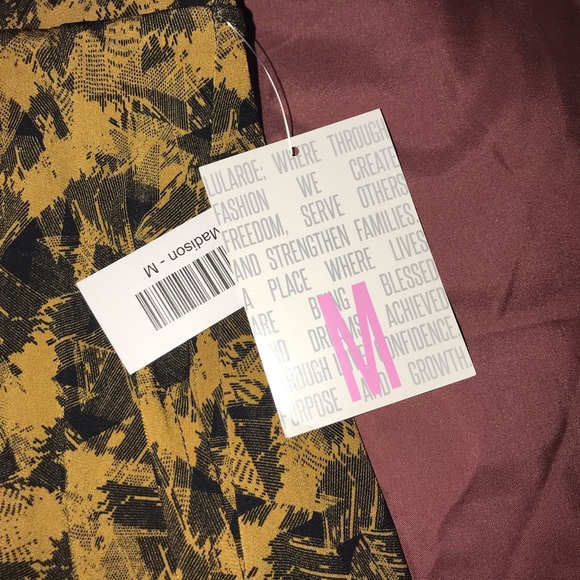 LULAROE; WHERE THROUGH
FASHION WE CREATE
FREEDOM, SERVE OTHERS
AND STRENGTHEN FAMILIES.
A PLACE WHERE LIVES
ARE BEING BLESSED
AND DREAMS ACHIEVED
THROUGH CONFIDENCE,
PURPOSE AND GROWTH
M
Madison - M